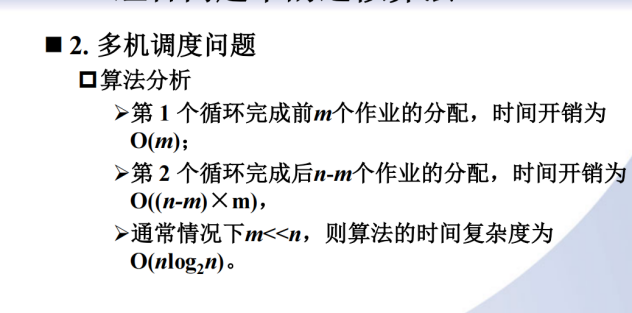 ■ 2. 多机调度问题
算法分析
➢第 1 个循环完成前m个作业的分配，时间开销为
O(m)；
➢第 2 个循环完成后n-m个作业的分配，时间开销为
O((n-m)×m)，
➢通常情况下m<<n，则算法的时间复杂度为
O(nlog₂n)。